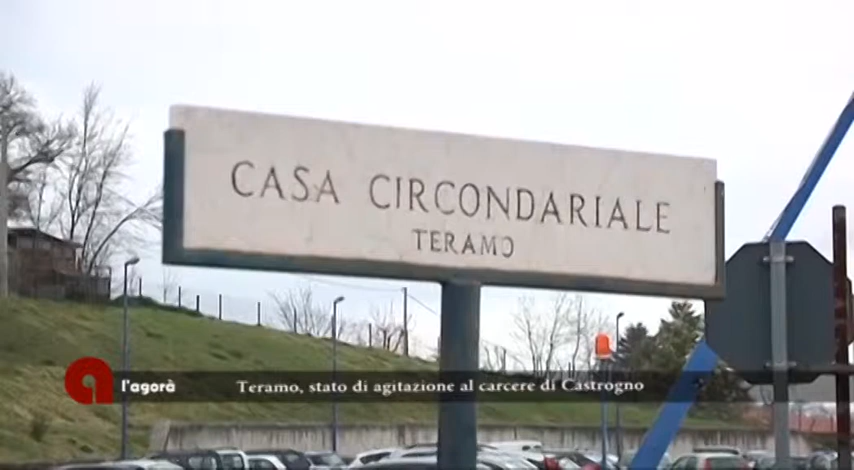 CASA CIRCONDARIALE
TERAMO
l'agorà
Teramo, stato di agitazione al carcere di Castrogno